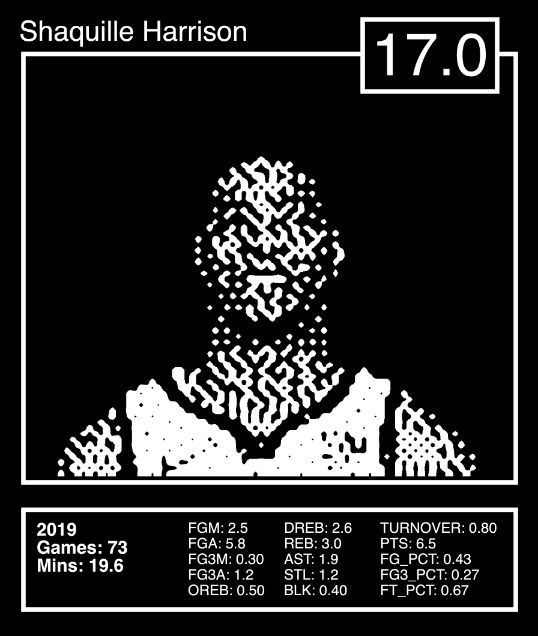 Shaquille Harrison
17.0
2019
Games: 73
Mins: 19.6
FGM: 2.5
FGA: 5.8
FG3M: 0.30
FG3A: 1.2
OREB: 0.50
DREB: 2.6
REB: 3.0
AST: 1.9
STL: 1.2
BLK: 0.40
TURNOVER: 0.80
PTS: 6.5
FG_PCT: 0.43
FG3_PCT: 0.27
FT_PCT: 0.67